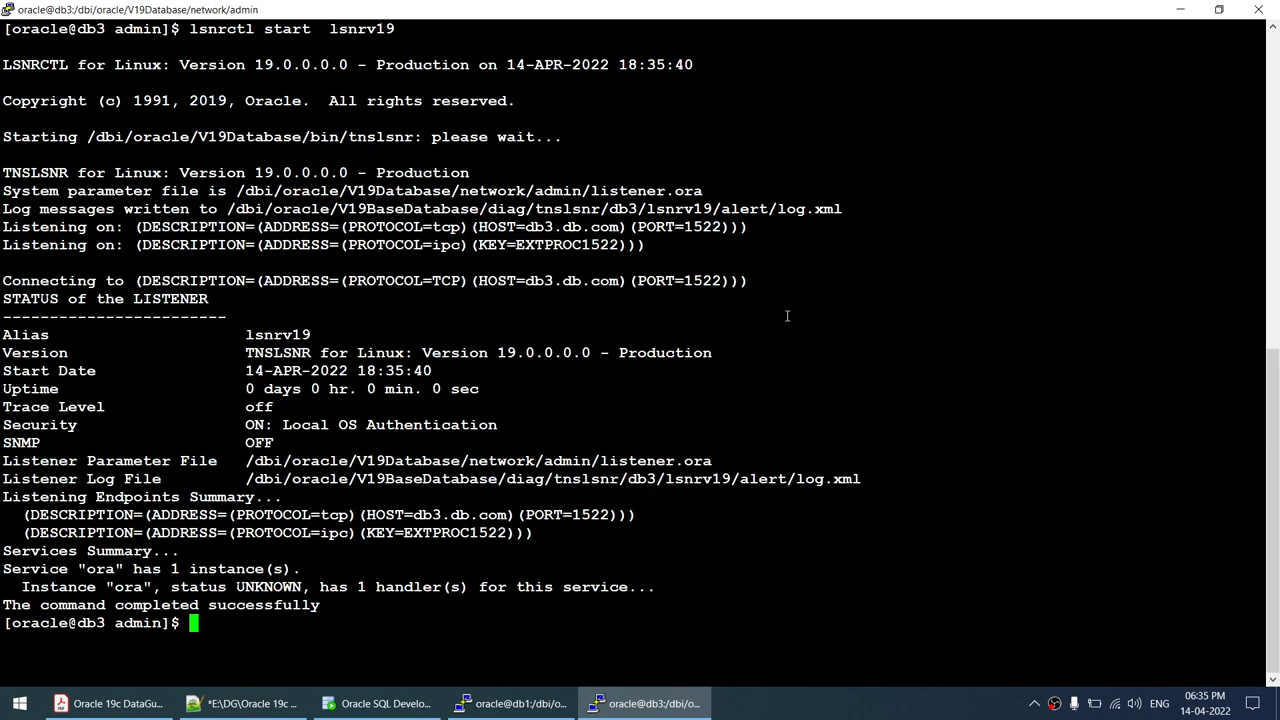 oracle@db3:/dbi/oracle/V19Database/network/admin
[oracle@db3 admin]$ lsnrctl start  lsnrv19
LSNRCTL for Linux: Version 19.0.0.0.0 - Production on 14-APR-2022 18:35:40
Copyright (c) 1991, 2019, Oracle.  All rights reserved.
Starting /dbi/oracle/V19Database/bin/tnslsnr: please wait...
TNSLSNR for Linux: Version 19.0.0.0.0 - Production
System parameter file is /dbi/oracle/V19Database/network/admin/listener.ora
Log messages written to /dbi/oracle/V19BaseDatabase/diag/tnslsnr/db3/lsnrv19/alert/log.xml
Listening on: (DESCRIPTION=(ADDRESS=(PROTOCOL=tcp)(HOST=db3.db.com)(PORT=1522)))
Listening on: (DESCRIPTION=(ADDRESS=(PROTOCOL=ipc)(KEY=EXTPROC1522)))
Connecting to (DESCRIPTION=(ADDRESS=(PROTOCOL=TCP)(HOST=db3.db.com)(PORT=1522)))
STATUS of the LISTENER
------------------------
Alias                     lsnrv19
Version                   TNSLSNR for Linux: Version 19.0.0.0.0 - Production
Start Date                14-APR-2022 18:35:40
Uptime                    0 days 0 hr. 0 min. 0 sec
Trace Level               off
Security                  ON: Local OS Authentication
SNMP                      OFF
Listener Parameter File   /dbi/oracle/V19Database/network/admin/listener.ora
Listener Log File         /dbi/oracle/V19BaseDatabase/diag/tnslsnr/db3/lsnrv19/alert/log.xml
Listening Endpoints Summary...
  (DESCRIPTION=(ADDRESS=(PROTOCOL=tcp)(HOST=db3.db.com)(PORT=1522)))
  (DESCRIPTION=(ADDRESS=(PROTOCOL=ipc)(KEY=EXTPROC1522)))
Services Summary...
Service "ora" has 1 instance(s).
  Instance "ora", status UNKNOWN, has 1 handler(s) for this service...
The command completed successfully
[oracle@db3 admin]$
Oracle 19c DataGu... *E:\DG\Oracle 19c ... Oracle SQL Develo... oracle@db1:/dbi/o... oracle@db3:/dbi/o... ENG 06:35 PM
14-04-2022